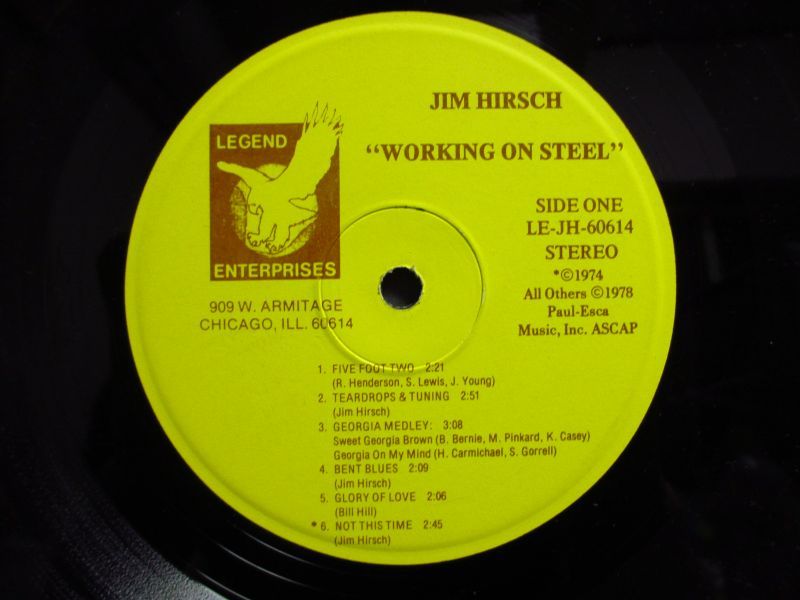 JIM HIRSCH
“WORKING ON STEEL”
LEGEND
ENTERPRISES
909 W. ARMITAGE
CHICAGO, ILL. 60614
SIDE ONE
LE-JH-60614
STEREO
*©1974
All Others ©1978
Paul-Esca
Music, Inc. ASCAP
1. FIVE FOOT TWO 2:21
(R. Henderson, S. Lewis, J. Young)
2. TEARDROPS & TUNING 2:51
(Jim Hirsch)
3. GEORGIA MEDLEY: 3:08
Sweet Georgia Brown (B. Bernie, M. Pinkard, K. Casey)
Georgia On My Mind (H. Carmichael, S. Gorrell)
4. BENT BLUES 2:09
(Jim Hirsch)
5. GLORY OF LOVE 2:06
(Bill Hill)
*6. NOT THIS TIME 2:45
(Jim Hirsch)